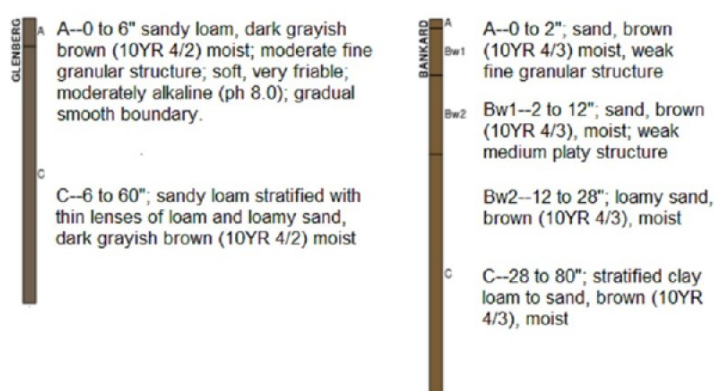 GLENBERG
A
A--0 to 6" sandy loam, dark grayish
brown (10YR 4/2) moist; moderate fine
granular structure; soft, very friable;
moderately alkaline (ph 8.0); gradual
smooth boundary.
C
C--6 to 60"; sandy loam stratified with
thin lenses of loam and loamy sand,
dark grayish brown (10YR 4/2) moist
BANKARD
A
Bw1
Bw2
C
A--0 to 2"; sand, brown
(10YR 4/3) moist, weak
fine granular structure
Bw1--2 to 12"; sand, brown
(10YR 4/3), moist; weak
medium platy structure
Bw2--12 to 28"; loamy sand,
brown (10YR 4/3), moist
C--28 to 80"; stratified clay
loam to sand, brown (10YR
4/3), moist